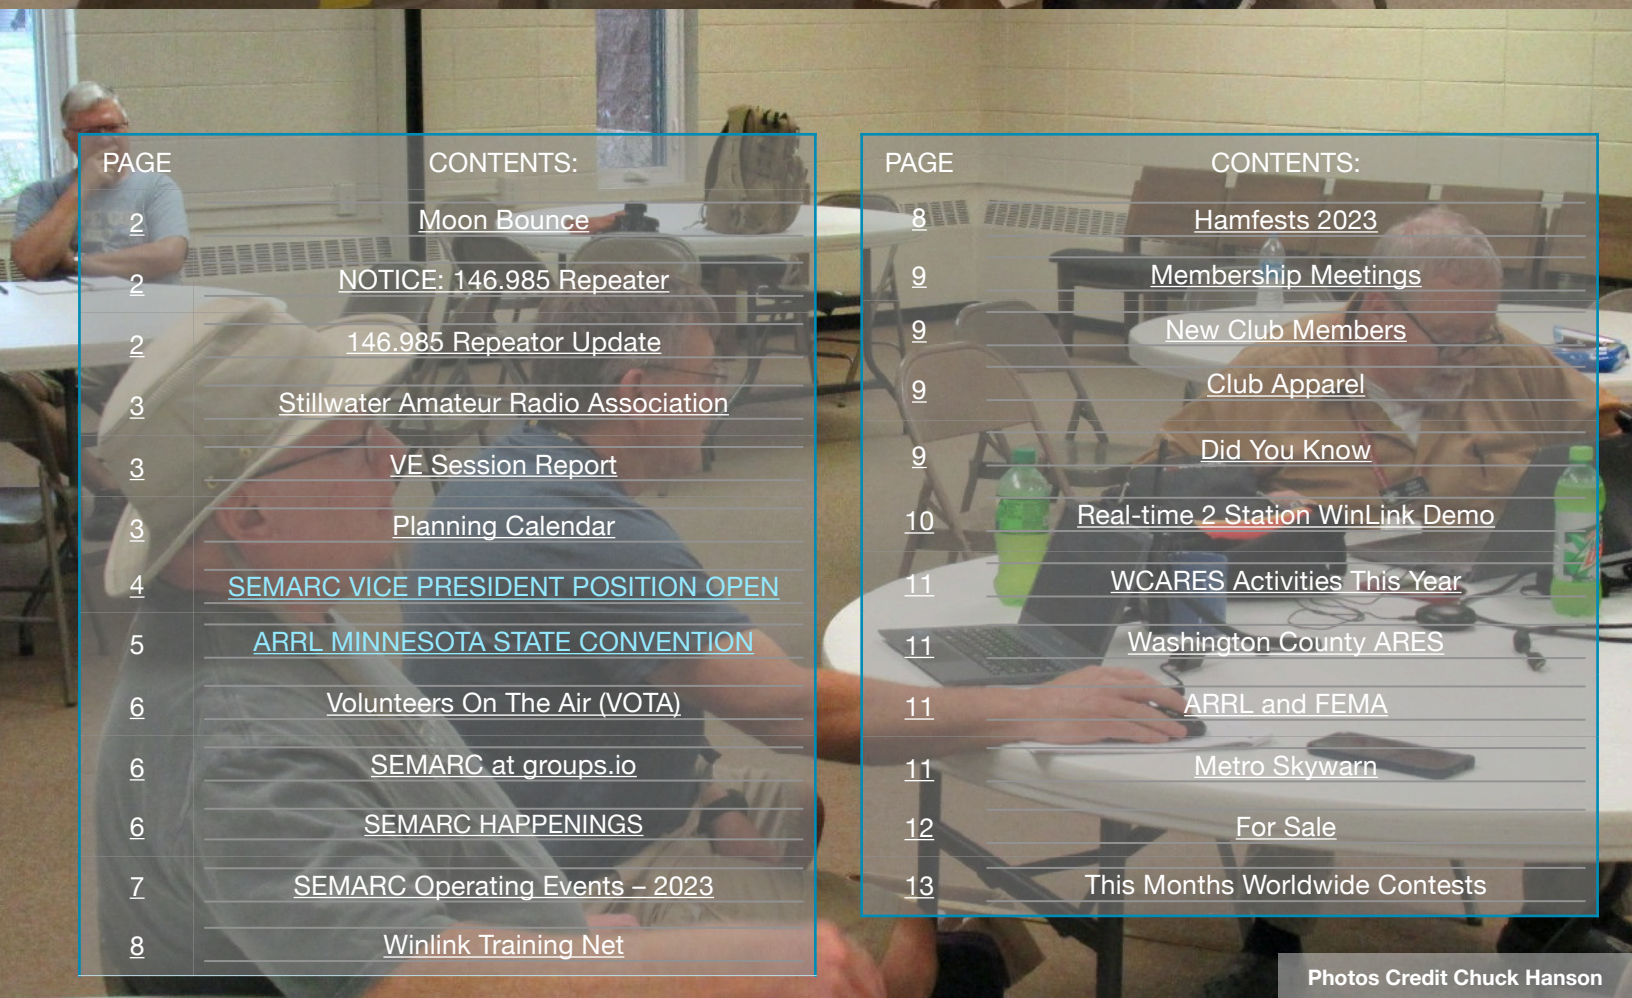 PAGE CONTENTS:
2 Moon Bounce
2 NOTICE: 146.985 Repeater
2 146.985 Repeator Update
3 Stillwater Amateur Radio Association
3 VE Session Report
3 Planning Calendar
4 SEMARC VICE PRESIDENT POSITION OPEN
5 ARRL MINNESOTA STATE CONVENTION
6 Volunteers On The Air (VOTA)
6 SEMARC at groups.io
6 SEMARC HAPPENINGS
7 SEMARC Operating Events – 2023
8 Winlink Training Net
PAGE CONTENTS:
8 Hamfests 2023
9 Membership Meetings
9 New Club Members
9 Club Apparel
9 Did You Know
10 Real-time 2 Station WinLink Demo
11 WCARES Activities This Year
11 Washington County ARES
11 ARRL and FEMA
11 Metro Skywarn
12 For Sale
13 This Months Worldwide Contests
Photos Credit Chuck Hanson